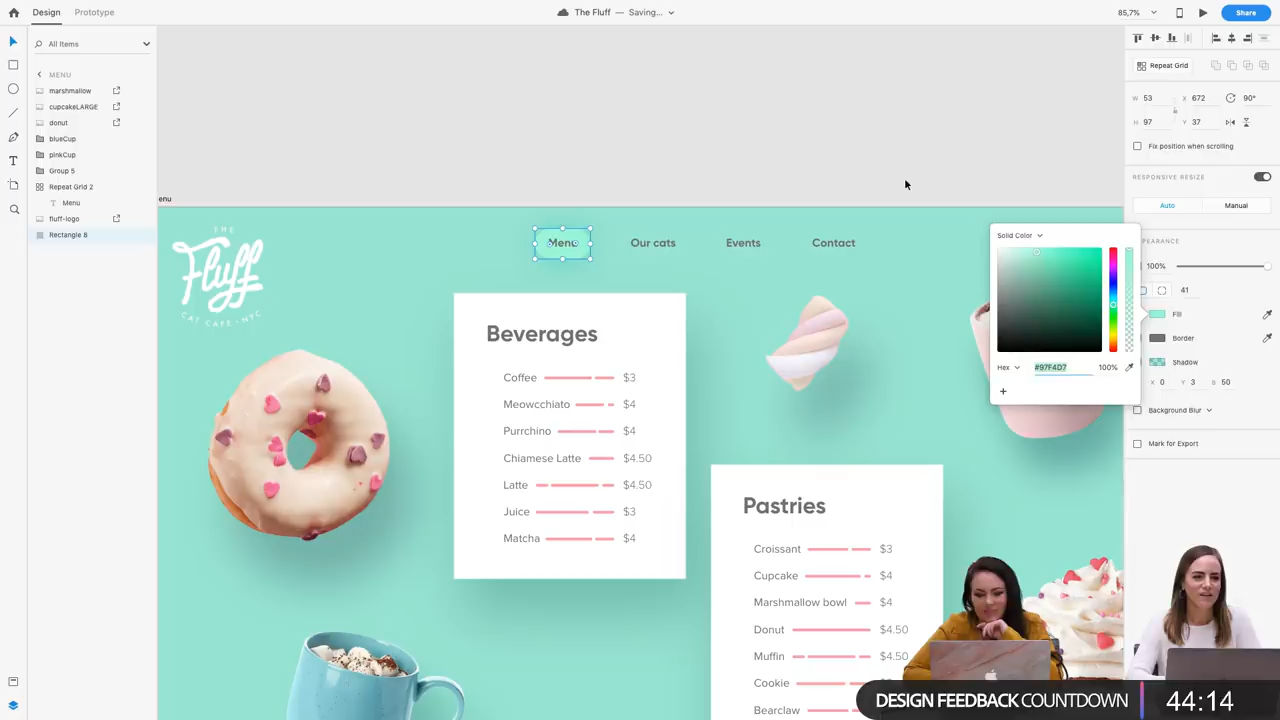 Design
Prototype
The Fluff — Saving...
85,7%
Share
All Items
MENU
marshmallow
cupcakeLARGE
donut
blueCup
pinkCup
Group 5
Repeat Grid 2
T Menu
fluff-logo
Rectangle 8
enu
THE
Fluff
CAT CAFE • NYC
Menu
Our cats
Events
Contact
Beverages
Coffee $3
Meowcchiato $4
Purrchino $4
Chiamese Latte $4.50
Latte $4.50
Juice $3
Matcha $4
Pastries
Croissant $3
Cupcake $4
Marshmallow bowl $4
Donut $4.50
Muffin $4.50
Cookie
Bearclaw
Solid Color
Hex #97F4D7 100%
Repeat Grid
W 53 X 672 90°
H 97 Y 37
Fix position when scrolling
RESPONSIVE RESIZE
Auto Manual
PPEARANCE
100%
41
Fill
Border
Shadow
X 0 Y 3 B 50
Background Blur
Mark for Export
DESIGN FEEDBACK COUNTDOWN 44:14